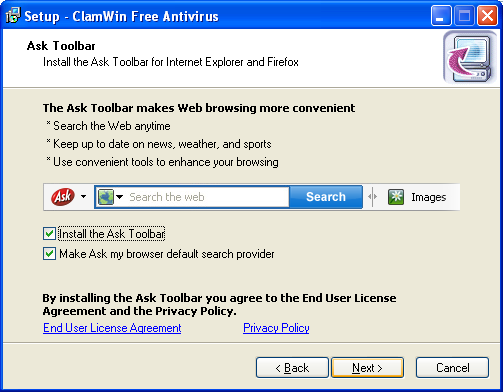 Setup - ClamWin Free Antivirus
Ask Toolbar
Install the Ask Toolbar for Internet Explorer and Firefox
The Ask Toolbar makes Web browsing more convenient
* Search the Web anytime
* Keep up to date on news, weather, and sports
* Use convenient tools to enhance your browsing
Ask Search the web Search Images
Install the Ask Toolbar
Make Ask my browser default search provider
By installing the Ask Toolbar you agree to the End User License
Agreement and the Privacy Policy.
End User License Agreement Privacy Policy
< Back Next > Cancel